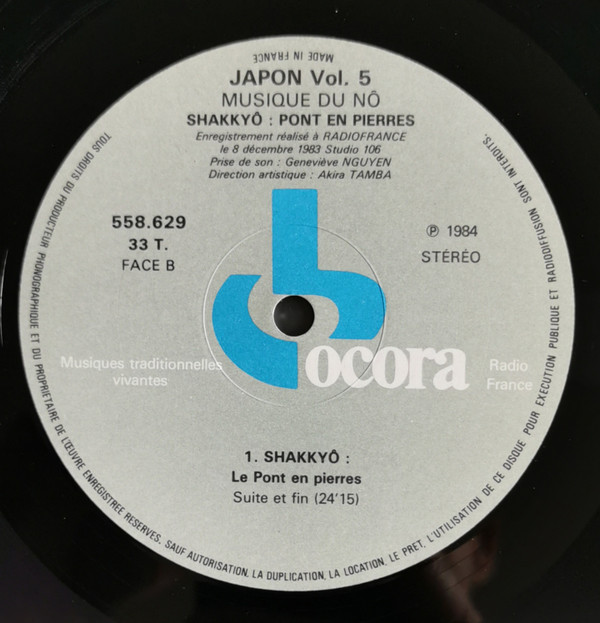 MADE IN FRANCE
JAPON Vol. 5
MUSIQUE DU NÔ
SHAKKYÔ : PONT EN PIERRES
Enregistrement réalisé à RADIOFRANCE
le 8 décembre 1983 Studio 106
Prise de son : Geneviève NGUYEN
Direction artistique : Akira TAMBA
558.629
33 T.
FACE B
℗ 1984
STÉRÉO
ocora
Musiques traditionnelles
vivantes
Radio
France
1. SHAKKYÔ :
Le Pont en pierres
Suite et fin (24'15)
TOUS DROITS DU PRODUCTEUR PHONOGRAPHIQUE ET DU PROPRIETAIRE DE L'ŒUVRE ENREGISTREE RESERVES. SAUF AUTORISATION, LA DUPLICATION, LA LOCATION, LE PRET, L'UTILISATION DE CE DISQUE POUR EXECUTION PUBLIQUE ET RADIODIFFUSION SONT INTERDITS.